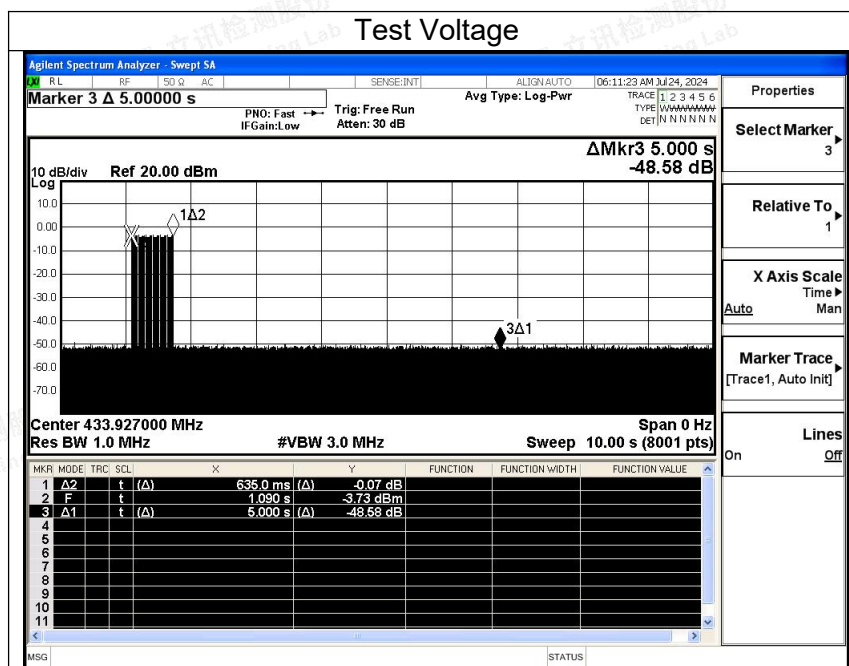 Test Voltage
Agilent Spectrum Analyzer - Swept SA
LXI RL RF 50 Ω AC SENSE:INT ALIGN AUTO 06:11:23 AM Jul 24, 2024
Marker 3 Δ 5.00000 s
PNO: Fast
IFGain:Low
Trig: Free Run
Atten: 30 dB
Avg Type: Log-Pwr
TRACE 1 2 3 4 5 6
TYPE WWWWWW
DET N N N N N N
ΔMkr3 5.000 s
-48.58 dB
10 dB/div Ref 20.00 dBm
Log
10.0
0.00
-10.0
-20.0
-30.0
-40.0
-50.0
-60.0
-70.0
1Δ2
3Δ1
Center 433.927000 MHz Span 0 Hz
Res BW 1.0 MHz #VBW 3.0 MHz Sweep 10.00 s (8001 pts)
MKR MODE TRC SCL X Y FUNCTION FUNCTION WIDTH FUNCTION VALUE
1 Δ2 t (Δ) 635.0 ms (Δ) -0.07 dB
2 F t 1.090 s -3.73 dBm
3 Δ1 t (Δ) 5.000 s (Δ) -48.58 dB
4
5
6
7
8
9
10
11
MSG STATUS
Properties
Select Marker
3
Relative To
1
X Axis Scale
Time
Auto Man
Marker Trace
[Trace1, Auto Init]
Lines
On Off